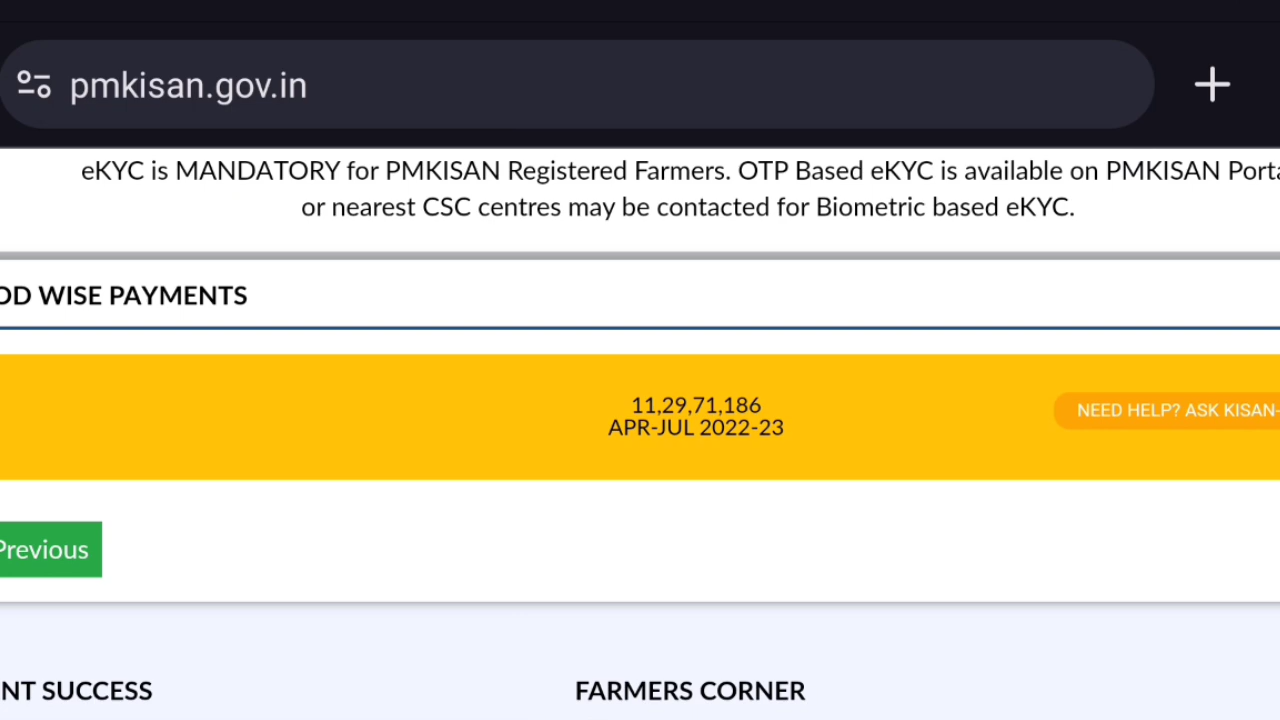 pmkisan.gov.in
eKYC is MANDATORY for PMKISAN Registered Farmers. OTP Based eKYC is available on PMKISAN Porta
or nearest CSC centres may be contacted for Biometric based eKYC.
OD WISE PAYMENTS
11,29,71,186
APR-JUL 2022-23
NEED HELP? ASK KISAN-
Previous
NT SUCCESS
FARMERS CORNER